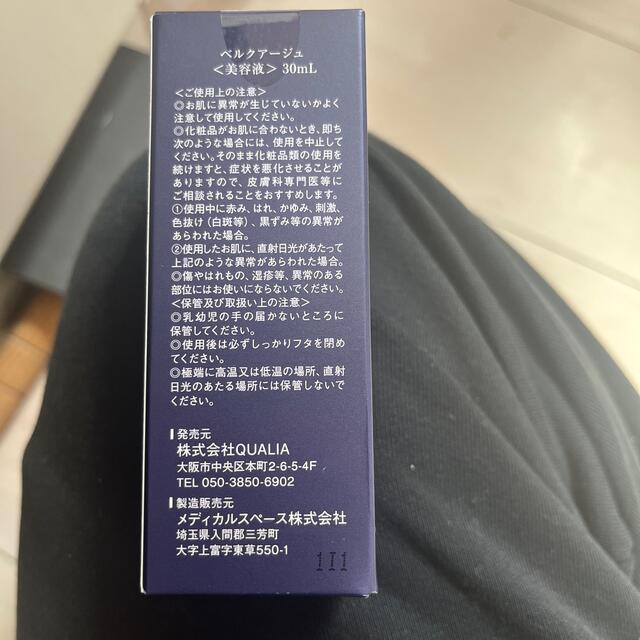 ベルクアージュ
＜美容液＞ 30mL
＜ご使用上の注意＞
◎お肌に異常が生じていないかよく
注意して使用してください。
◎化粧品がお肌に合わないとき、即ち
次のような場合には、使用を中止して
ください。そのまま化粧品類の使用を
続けますと、症状を悪化させることが
ありますので、皮膚科専門医等に
ご相談されることをおすすめします。
①使用中に赤み、はれ、かゆみ、刺激、
色抜け（白斑等）、黒ずみ等の異常が
あらわれた場合。
②使用したお肌に、直射日光があたって
上記のような異常があらわれた場合。
◎傷やはれもの、湿疹等、異常のある
部位にはお使いにならないでください。
＜保管及び取扱い上の注意＞
◎乳幼児の手の届かないところに
保管してください。
◎使用後は必ずしっかりフタを閉め
てください。
◎極端に高温又は低温の場所、直射
日光のあたる場所には保管しないで
ください。
発売元
株式会社QUALIA
大阪市中央区本町2-6-5-4F
TEL 050-3850-6902
製造販売元
メディカルスペース株式会社
埼玉県入間郡三芳町
大字上富字東草550-1
111